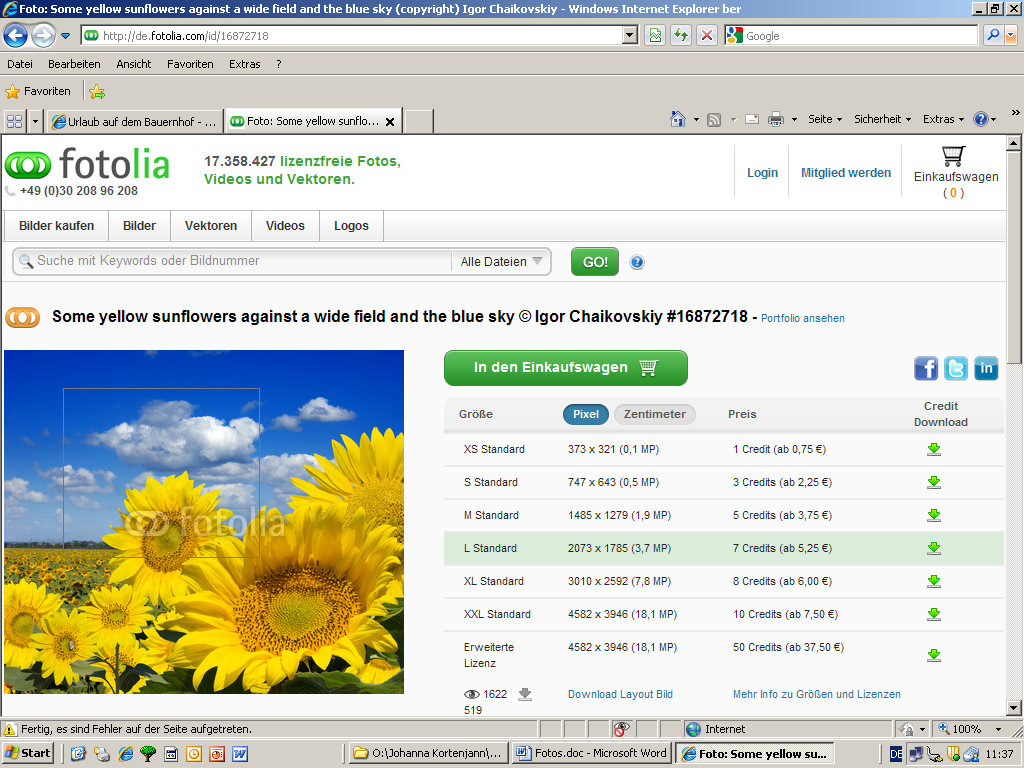 Foto: Some yellow sunflowers against a wide field and the blue sky (copyright) Igor Chaikovskiy - Windows Internet Explorer ber
http://de.fotolia.com/id/16872718
Google
Datei Bearbeiten Ansicht Favoriten Extras ?
Favoriten
Urlaub auf dem Bauernhof - ...
Foto: Some yellow sunflo...
Seite Sicherheit Extras
fotolia
+49 (0)30 208 96 208
17.358.427 lizenzfreie Fotos,
Videos und Vektoren.
Login
Mitglied werden
Einkaufswagen
( 0 )
Bilder kaufen Bilder Vektoren Videos Logos
Suche mit Keywords oder Bildnummer
Alle Dateien
GO!
?
Some yellow sunflowers against a wide field and the blue sky © Igor Chaikovskiy #16872718 - Portfolio ansehen
fotolia
In den Einkaufswagen
f t in
Größe Pixel Zentimeter Preis Credit
Download
XS Standard 373 x 321 (0,1 MP) 1 Credit (ab 0,75 €)
S Standard 747 x 643 (0,5 MP) 3 Credits (ab 2,25 €)
M Standard 1485 x 1279 (1,9 MP) 5 Credits (ab 3,75 €)
L Standard 2073 x 1785 (3,7 MP) 7 Credits (ab 5,25 €)
XL Standard 3010 x 2592 (7,8 MP) 8 Credits (ab 6,00 €)
XXL Standard 4582 x 3946 (18,1 MP) 10 Credits (ab 7,50 €)
Erweiterte
Lizenz
4582 x 3946 (18,1 MP) 50 Credits (ab 37,50 €)
1622
519
Download Layout Bild
Mehr Info zu Größen und Lizenzen
Fertig, es sind Fehler auf der Seite aufgetreten.
Internet
100%
Start
O:\Johanna Kortenjann\...
Fotos.doc - Microsoft Word
Foto: Some yellow su...
DE
11:37